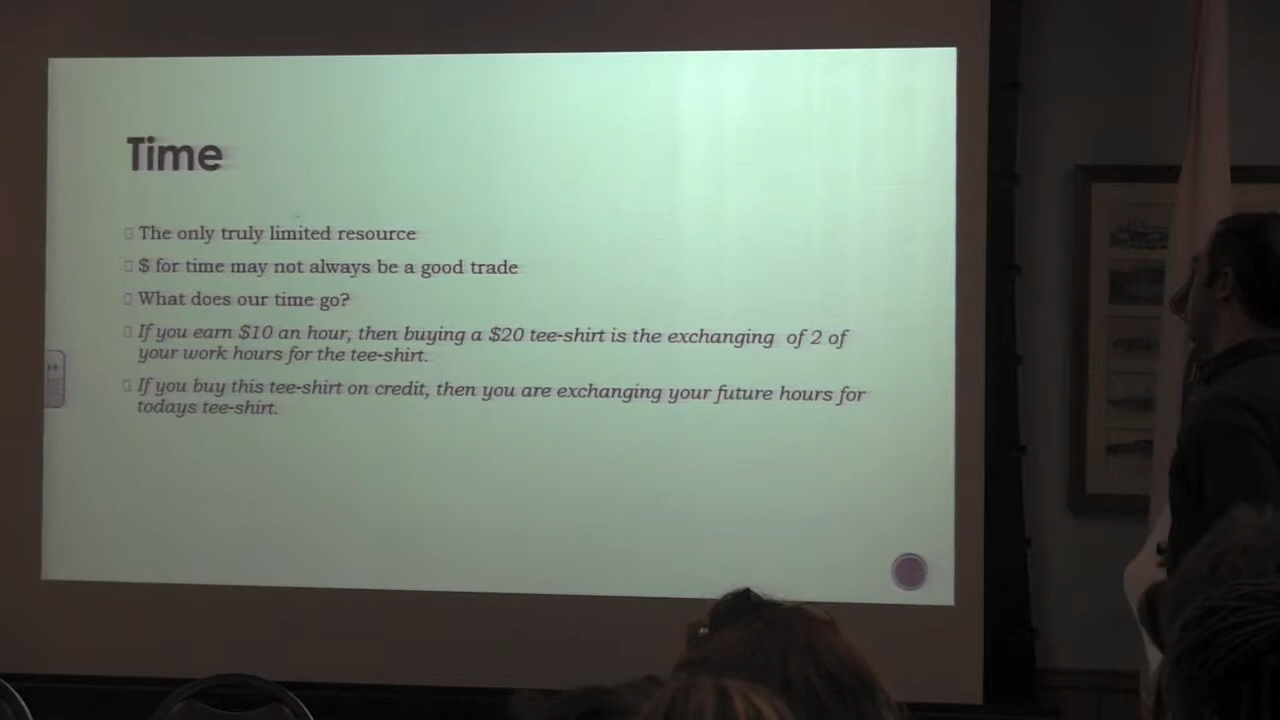 Time
The only truly limited resource
$ for time may not always be a good trade
What does our time go?
If you earn $10 an hour, then buying a $20 tee-shirt is the exchanging of 2 of
your work hours for the tee-shirt.
If you buy this tee-shirt on credit, then you are exchanging your future hours for
todays tee-shirt.